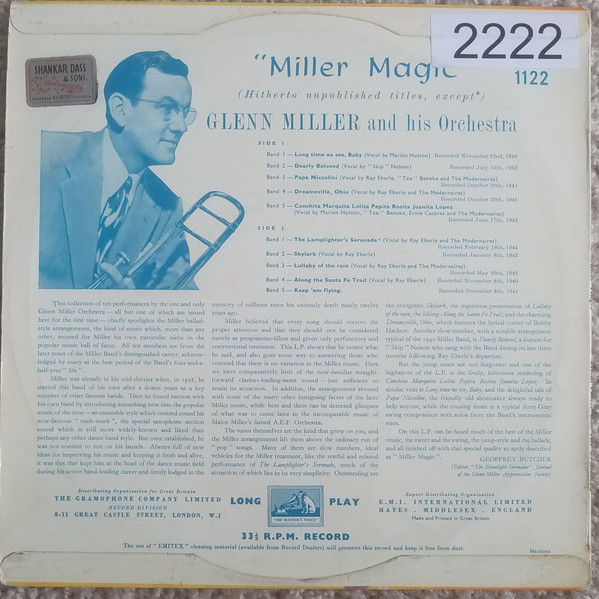 2222
SHANKAR DASS
& SONS.
"Miller Magic
1122
(Hitherto unpublished titles, except*)
GLENN MILLER and his Orchestra
SIDE 1
Band 1 — Long time no see, Baby (Vocal by Marion Hutton) Recorded November 22nd, 1940
Band 2 — Dearly Beloved (Vocal by "Skip" Nelson) Recorded July 14th, 1942
Band 3 — Papa Niccolini (Vocal by Ray Eberle, "Tex" Beneke and The Modernaires)
Recorded October 20th, 1941
Band 4 — Dreamsville, Ohio (Vocal by Ray Eberle and The Modernaires)
Recorded October 20th, 1941
Band 5 — Conchita Marquita Lolita Pepita Rosita Juanita Lopez
(Vocal by Marion Hutton, "Tex" Beneke, Ernie Caceres and The Modernaires)
Recorded June 17th, 1942
SIDE 2
Band 1 — The Lamplighter's Serenade* (Vocal by Ray Eberle and The Modernaires)
Recorded February 18th, 1942
Band 2 — Skylark (Vocal by Ray Eberle) Recorded January 8th, 1942
Band 3 — Lullaby of the rain (Vocal by Ray Eberle and The Modernaires)
Recorded May 20th, 1942
Band 4 — Along the Santa Fe Trail (Vocal by Ray Eberle) Recorded November 8th, 1940
Band 5 — Keep 'em flying. Recorded December 8th, 1941
This collection of ten performances by the one and only
Glenn Miller Orchestra—all but one of which are issued
here for the first time—chiefly spotlights the Miller ballad-
style arrangements, the kind of music which, more than any
other, secured for Miller his own particular niche in the
popular music hall of fame. All ten numbers are from the
later years of the Miller Band's distinguished career, acknow-
ledged by many as the best period of the Band's four-and-a-
half-year "life".
Miller was already in his mid-thirties when, in 1938, he
started this band of his own after a dozen years as a key
member of other famous bands. Then he found success with
his own band by introducing something new into the popular
music of the time—an ensemble style which centred round his
now-famous "trade-mark", the special saxophone section
sound which is still more widely-known and liked than
perhaps any other dance band style. But once established, he
was not content to rest on his laurels. Always full of new
ideas for improving his music and keeping it fresh and alive,
it was this that kept him at the head of the dance music field
during his active band-leading career and firmly lodged in the
memory of millions since his untimely death nearly twelve
years ago.
Miller believed that every song should receive the
proper attention and that they should not be considered
merely as programme-fillers and given only perfunctory and
conventional treatment. This L.P. shows that he meant what
he said, and also goes some way to answering those who
contend that there is no variation in the Miller music. Here
we have comparatively little of the now-familiar straight-
forward clarinet-leading-saxes sound—just sufficient to
retain its attraction. In addition, the arrangements abound
with some of the many other intriguing facets of the later
Miller music, while here and there can be detected glimpses
of what was to come later in the incomparable music of
Major Miller's famed A.E.F. Orchestra.
The tunes themselves are the kind that grow on you, and
the Miller arrangements lift them above the ordinary run of
"pop" songs. Many of them are slow numbers, ideal
vehicles for the Miller treatment, like the restful and relaxed
performance of The Lamplighter's Serenade, much of the
attraction of which lies in its very simplicity. Outstanding are
the evergreen Skylark, the ingenious presentation of Lullaby
of the rain, the lilting Along the Santa Fe Trail, and the charming
Dreamsville, Ohio, which features the lyrical cornet of Bobby
Hackett. Another slow number, with a notable arrangement
typical of the 1942 Miller Band, is Dearly Beloved, a feature for
"Skip" Nelson who sang with the Band during its last three
months following Ray Eberle's departure.
But the jump tunes are not forgotten and one of the
highspots of the L.P. is the lively, infectious rendering of
Conchita Marquita Lolita Pepita Rosita Juanita Lopez. In
similar vein is Long time no see, Baby, and the delightful tale of
Papa Niccolini, the friendly old shoemaker always ready to
help anyone, while the rousing finale is a typical Jerry Gray
swing composition with solos from the Band's instrumental
stars.
On this L.P. can be heard much of the best of the Miller
music, the tweet and the swing, the jump-style and the ballads,
and all finished off with that special quality so aptly described
as "Miller Magic".
GEOFFREY BUTCHER
(Editor, "The Moonlight Serenader", Journal
of the Glenn Miller Appreciation Society)
Distributing Organisation for Great Britain
THE GRAMOPHONE COMPANY LIMITED
RECORD DIVISION
8-11 GREAT CASTLE STREET, LONDON, W.1
LONG PLAY
"HIS MASTER'S VOICE"
33⅓ R.P.M. RECORD
Export Distributing Organisation
E.M.I. INTERNATIONAL LIMITED
HAYES · MIDDLESEX · ENGLAND
Made and Printed in Great Britain
The use of "EMITEX" cleaning material (available from Record Dealers) will preserve this record and keep it free from dust.